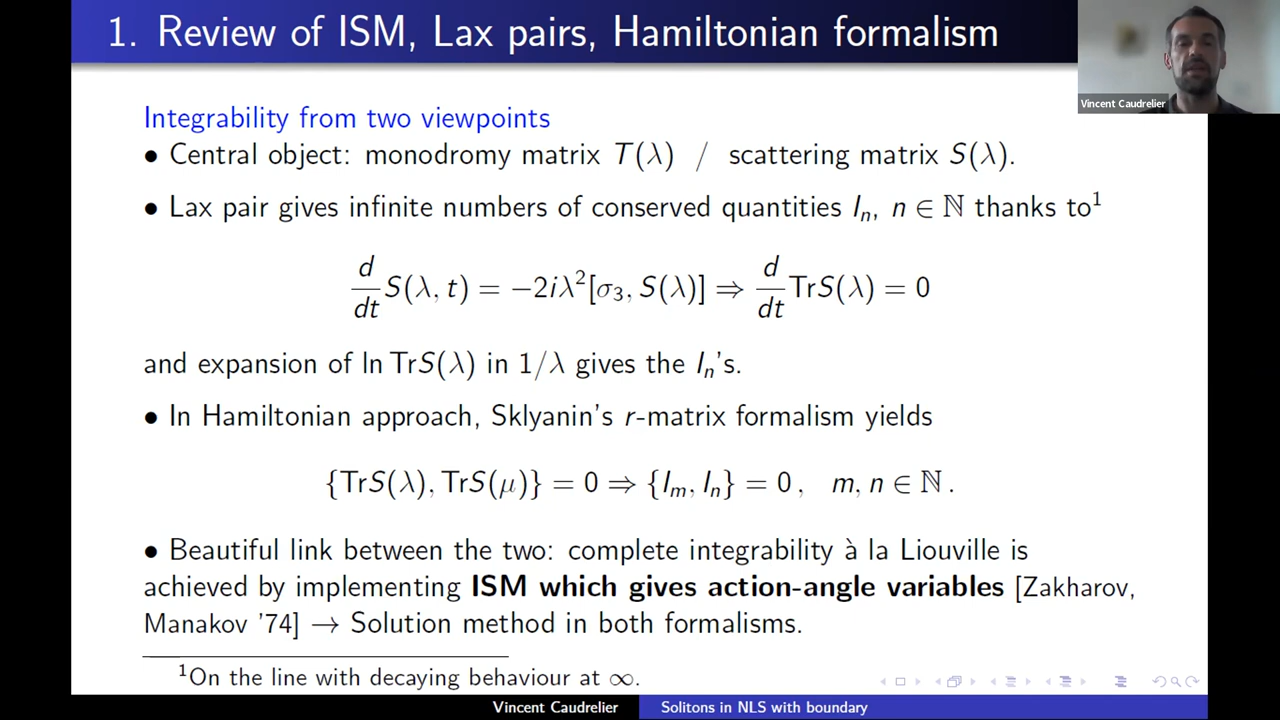 1. Review of ISM, Lax pairs, Hamiltonian formalism
Vincent Caudrelier
Integrability from two viewpoints
• Central object: monodromy matrix T(λ) / scattering matrix S(λ).
• Lax pair gives infinite numbers of conserved quantities Iₙ, n ∈ ℕ thanks to¹
d/dt S(λ, t) = −2iλ²[σ₃, S(λ)] ⇒ d/dt TrS(λ) = 0
and expansion of ln TrS(λ) in 1/λ gives the Iₙ's.
• In Hamiltonian approach, Sklyanin's r-matrix formalism yields
{TrS(λ), TrS(μ)} = 0 ⇒ {Iₘ, Iₙ} = 0 , m, n ∈ ℕ .
• Beautiful link between the two: complete integrability à la Liouville is
achieved by implementing ISM which gives action-angle variables [Zakharov,
Manakov '74] → Solution method in both formalisms.
¹On the line with decaying behaviour at ∞.
Vincent Caudrelier Solitons in NLS with boundary